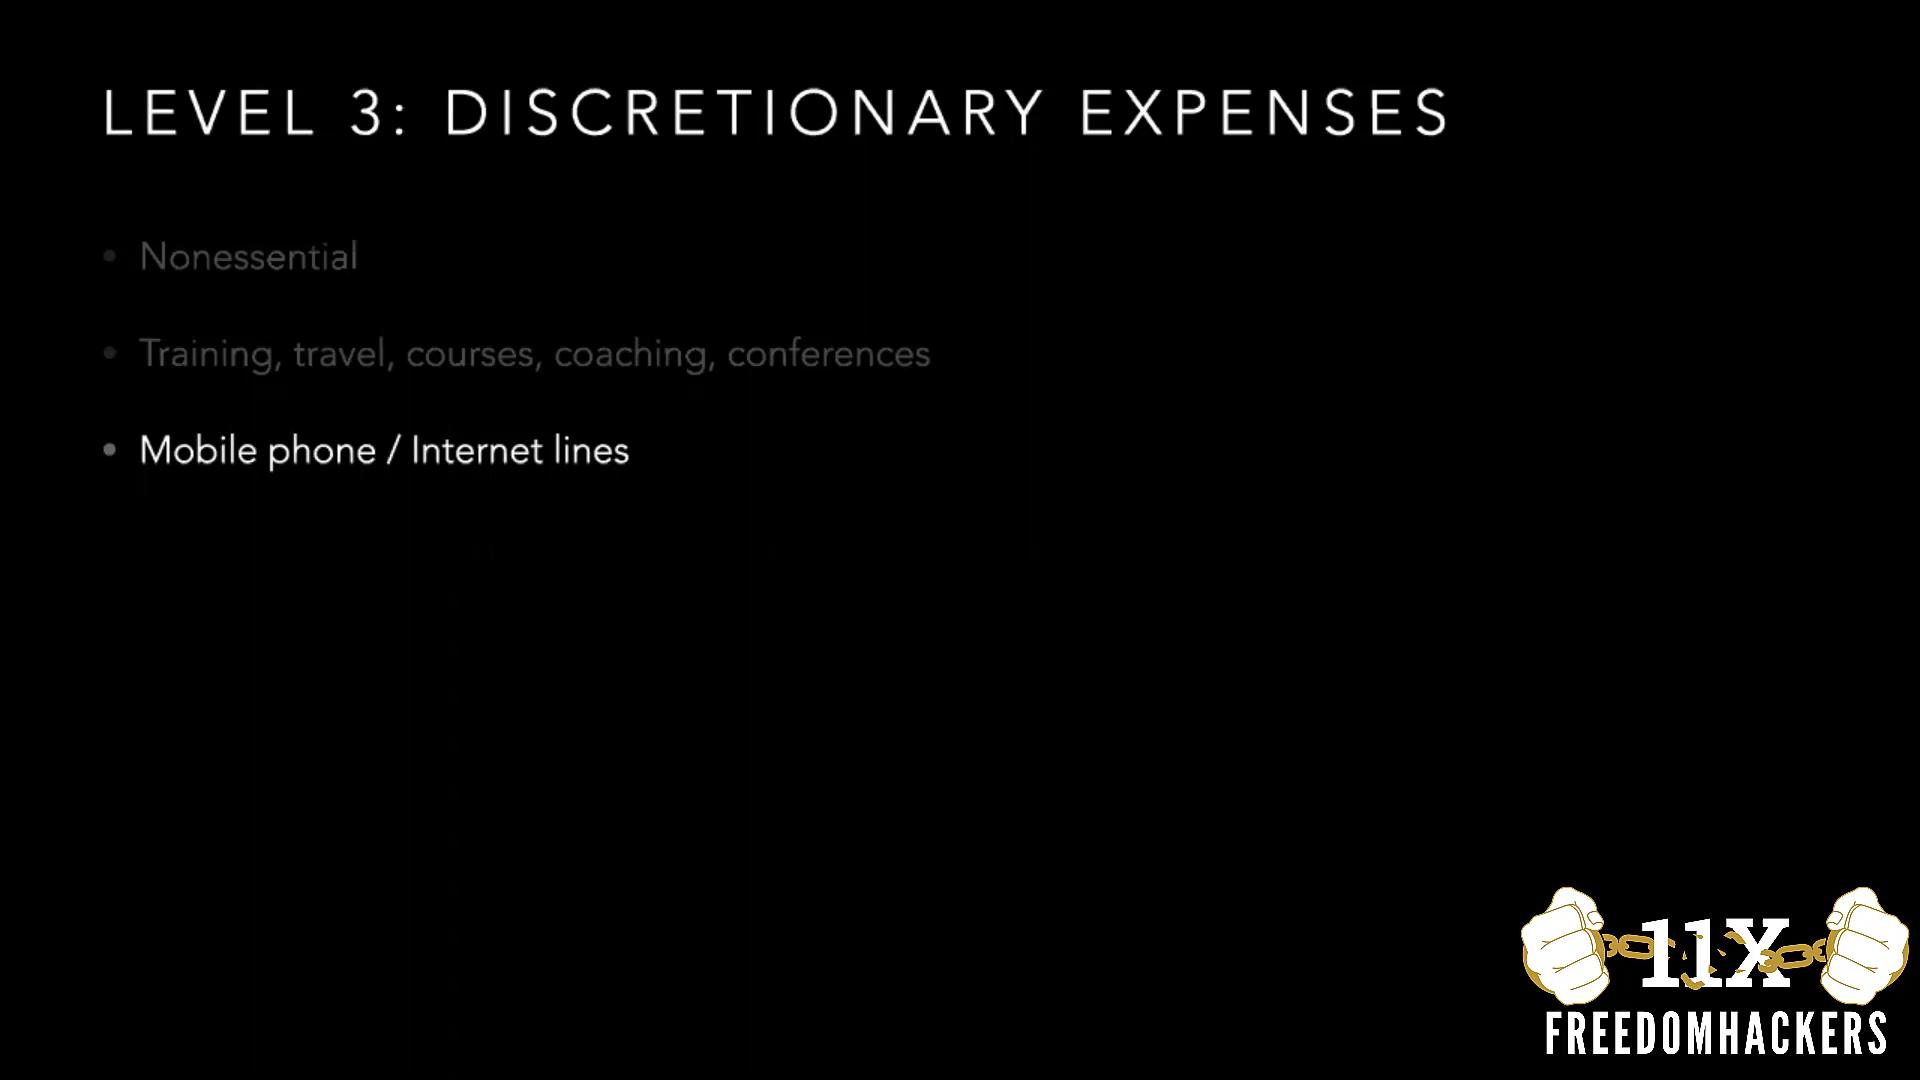 LEVEL 3: DISCRETIONARY EXPENSES
• Nonessential
• Training, travel, courses, coaching, conferences
• Mobile phone / Internet lines
11X
FREEDOMHACKERS